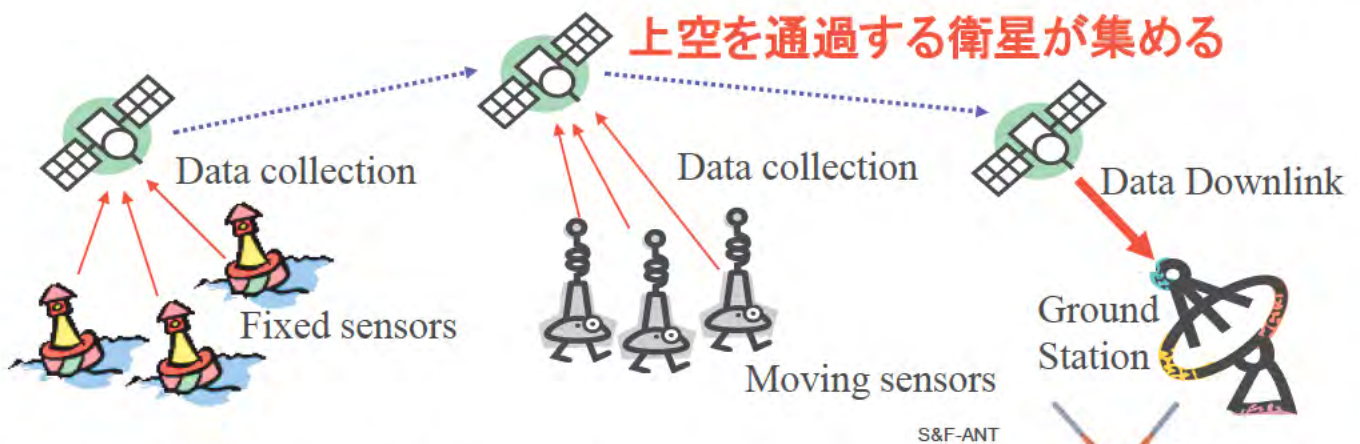 上空を通過する衛星が集める
Data collection
Data collection
Data Downlink
Fixed sensors
Ground
Station
Moving sensors
S&F-ANT